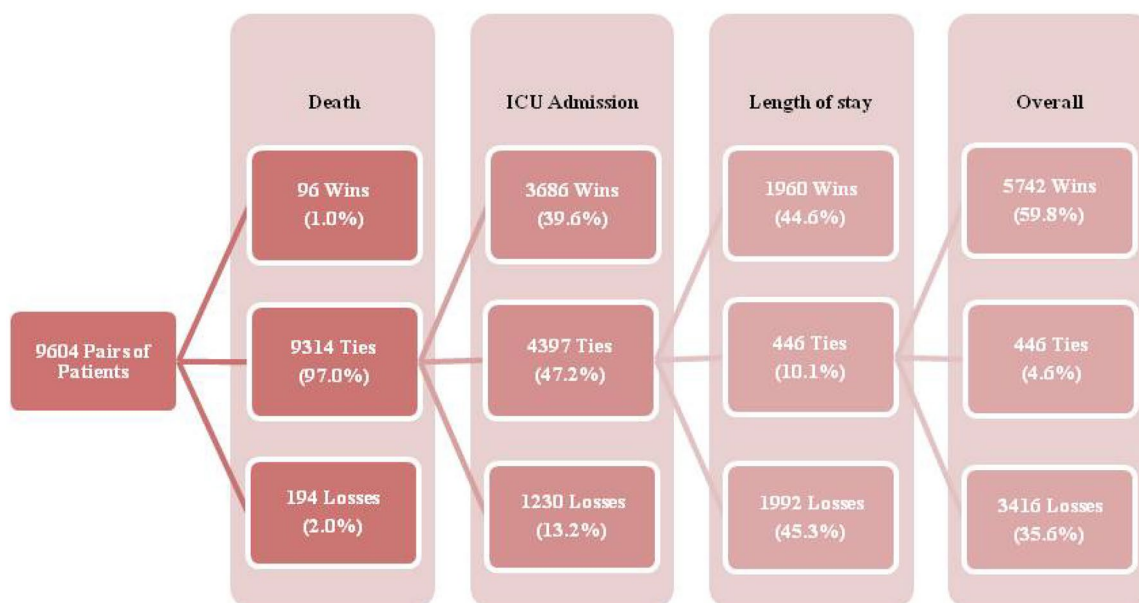 Death
ICU Admission
Length of stay
Overall
9604 Pairs of
Patients
96 Wins
(1.0%)
9314 Ties
(97.0%)
194 Losses
(2.0%)
3686 Wins
(39.6%)
4397 Ties
(47.2%)
1230 Losses
(13.2%)
1960 Wins
(44.6%)
446 Ties
(10.1%)
1992 Losses
(45.3%)
5742 Wins
(59.8%)
446 Ties
(4.6%)
3416 Losses
(35.6%)